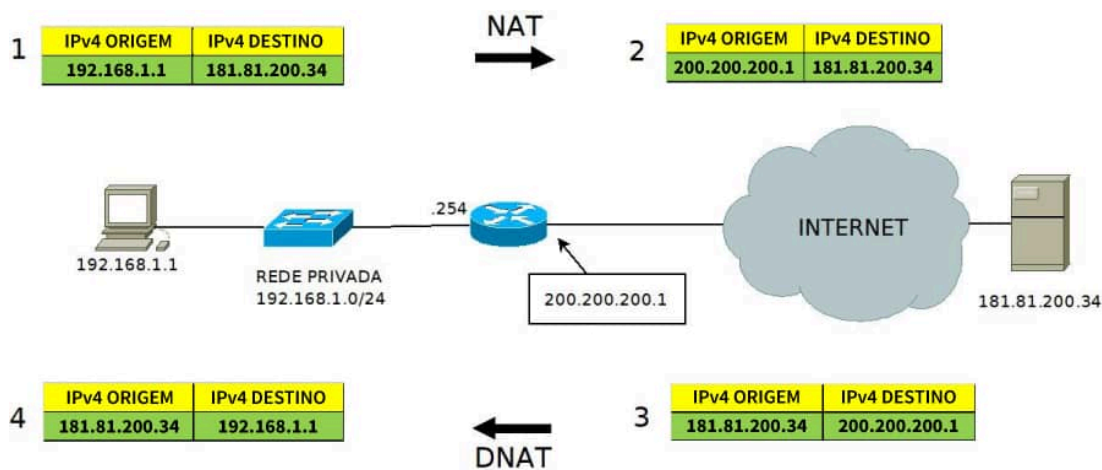 NAT
1
IPv4 ORIGEM IPv4 DESTINO
192.168.1.1 181.81.200.34
2
IPv4 ORIGEM IPv4 DESTINO
200.200.200.1 181.81.200.34
192.168.1.1
REDE PRIVADA
192.168.1.0/24
.254
200.200.200.1
INTERNET
181.81.200.34
4
IPv4 ORIGEM IPv4 DESTINO
181.81.200.34 192.168.1.1
DNAT
3
IPv4 ORIGEM IPv4 DESTINO
181.81.200.34 200.200.200.1